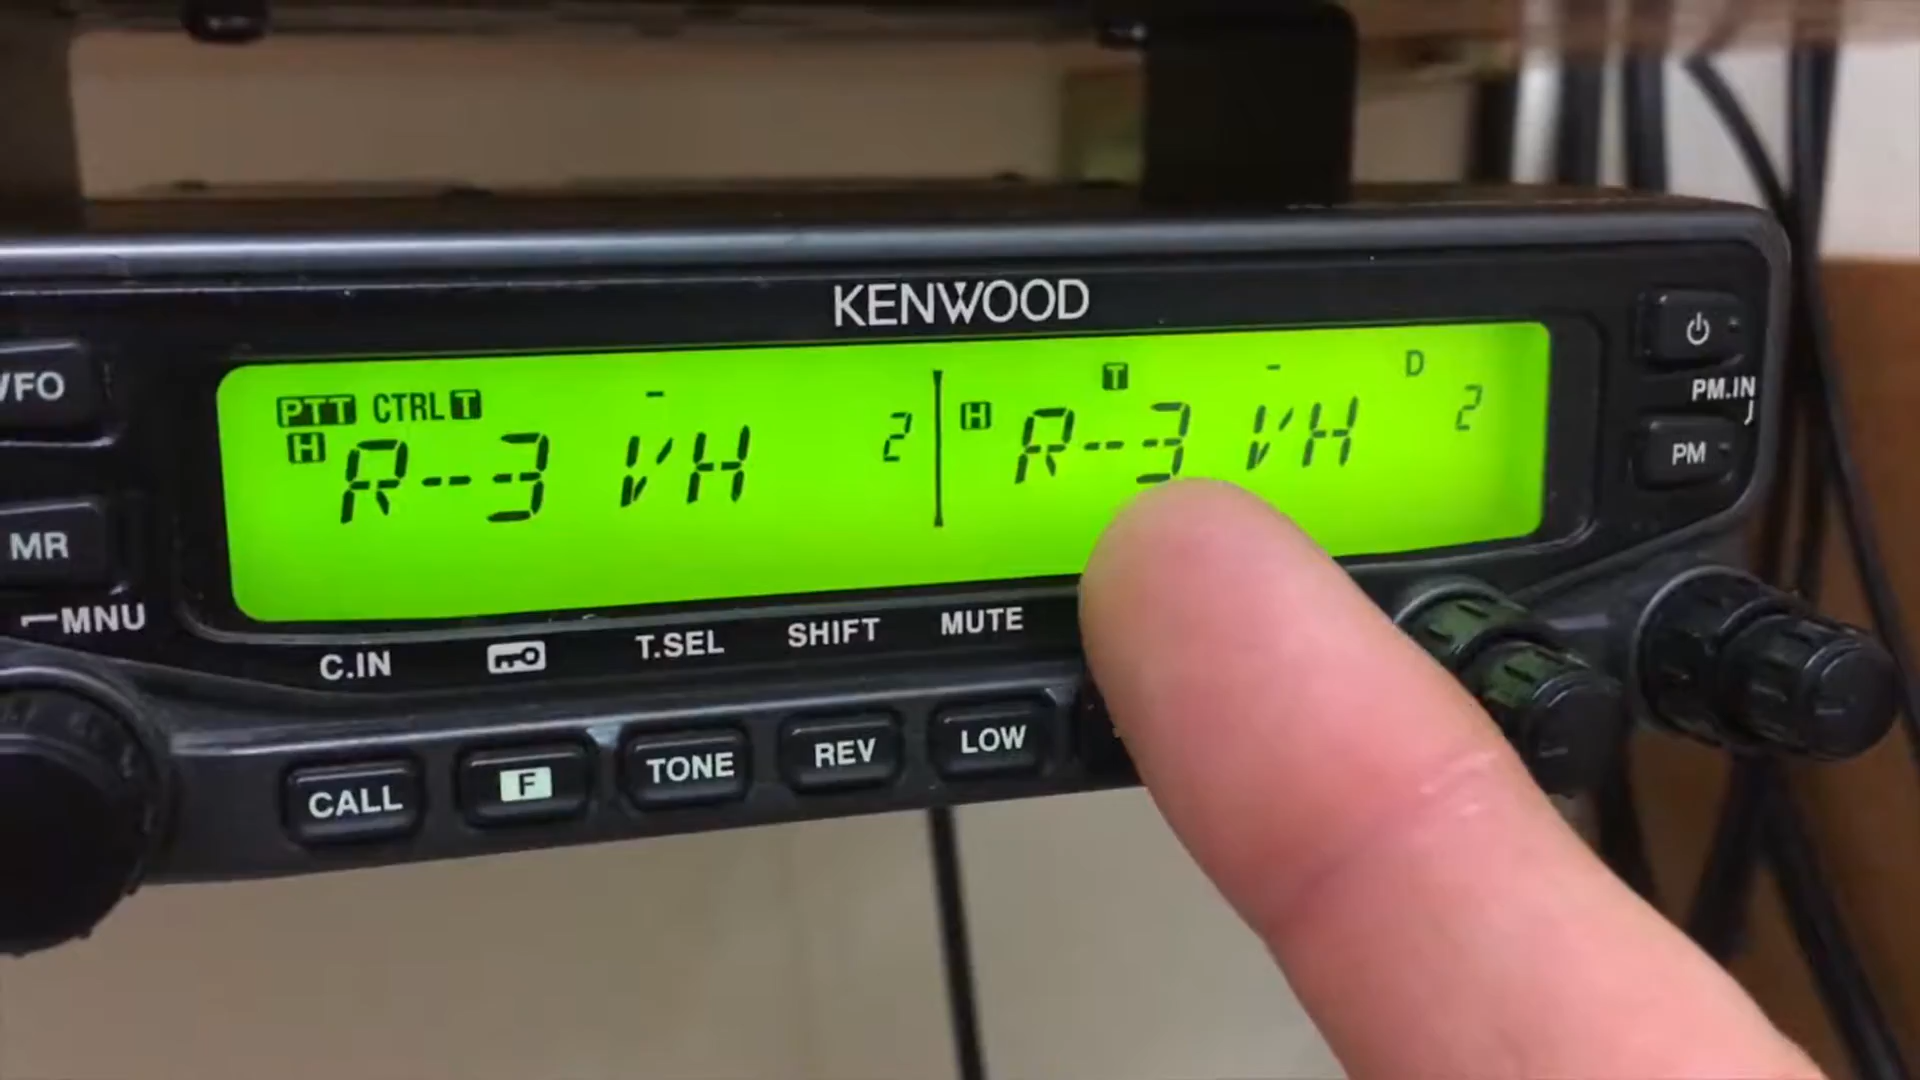 KENWOOD
VFO
PTT CTRL T - T - D
H R--3 VH 2 H R--3 VH 2
PM.IN
PM
MR
MNU
C.IN T.SEL SHIFT MUTE
CALL F TONE REV LOW